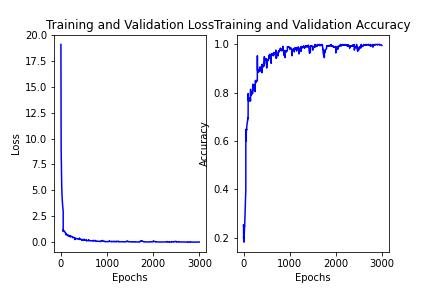 Training and Validation Loss
20.0
17.5
15.0
12.5
10.0
7.5
5.0
2.5
0.0
Loss
0 1000 2000 3000
Epochs
Training and Validation Accuracy
1.0
0.8
0.6
0.4
0.2
Accuracy
0 1000 2000 3000
Epochs